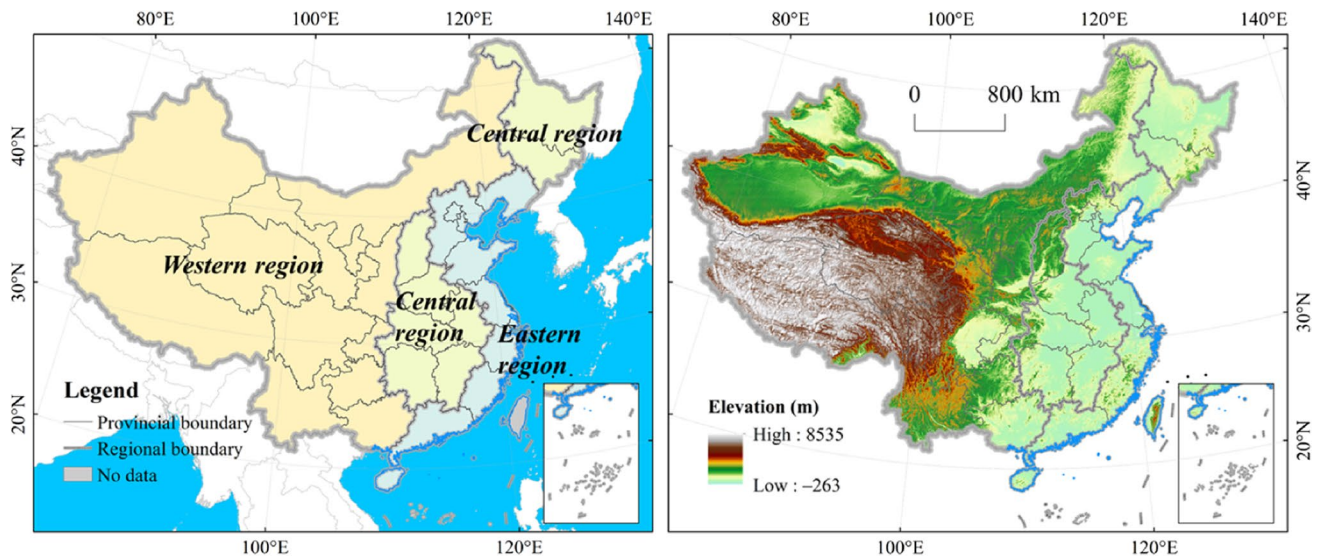 80°E 100°E 120°E 140°E
40°N
30°N
20°N
Central region
Western region
Central
region
Eastern
region
Legend
Provincial boundary
Regional boundary
No data
100°E 120°E
80°E 100°E 120°E 140°E
0 800 km
40°N
30°N
20°N
Elevation (m)
High : 8535
Low : –263
100°E 120°E